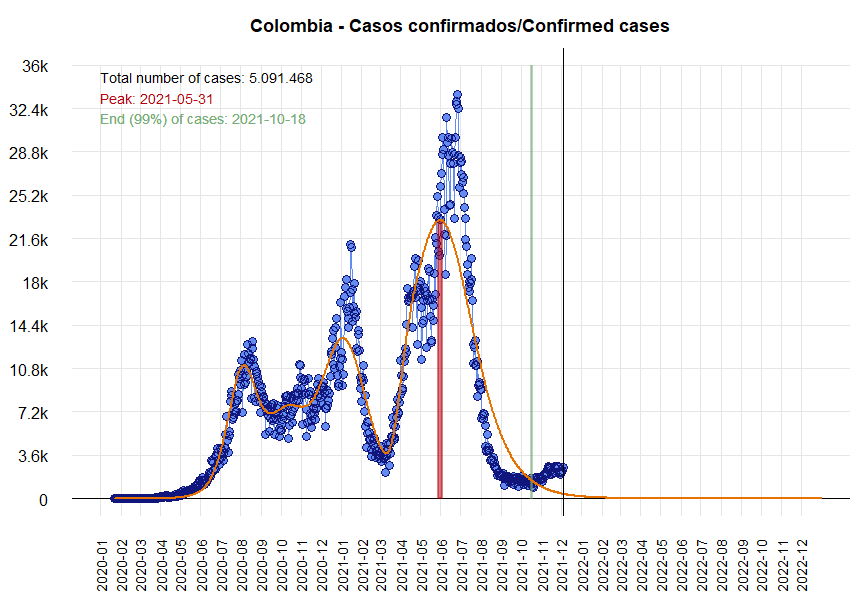 Colombia - Casos confirmados/Confirmed cases
36k
Total number of cases: 5.091.468
Peak: 2021-05-31
32.4k
End (99%) of cases: 2021-10-18
28.8k
25.2k
21.6k
18k
14.4k
10.8k
7.2k
3.6k
0
2020-01
2020-02
2020-03
2020-04
2020-05
2020-06
2020-07
2020-08
2020-09
2020-10
2020-11
2020-12
2021-01
2021-02
2021-03
2021-04
2021-05
2021-06
2021-07
2021-08
2021-09
2021-10
2021-11
2021-12
2022-01
2022-02
2022-03
2022-04
2022-05
2022-06
2022-07
2022-08
2022-09
2022-10
2022-11
2022-12